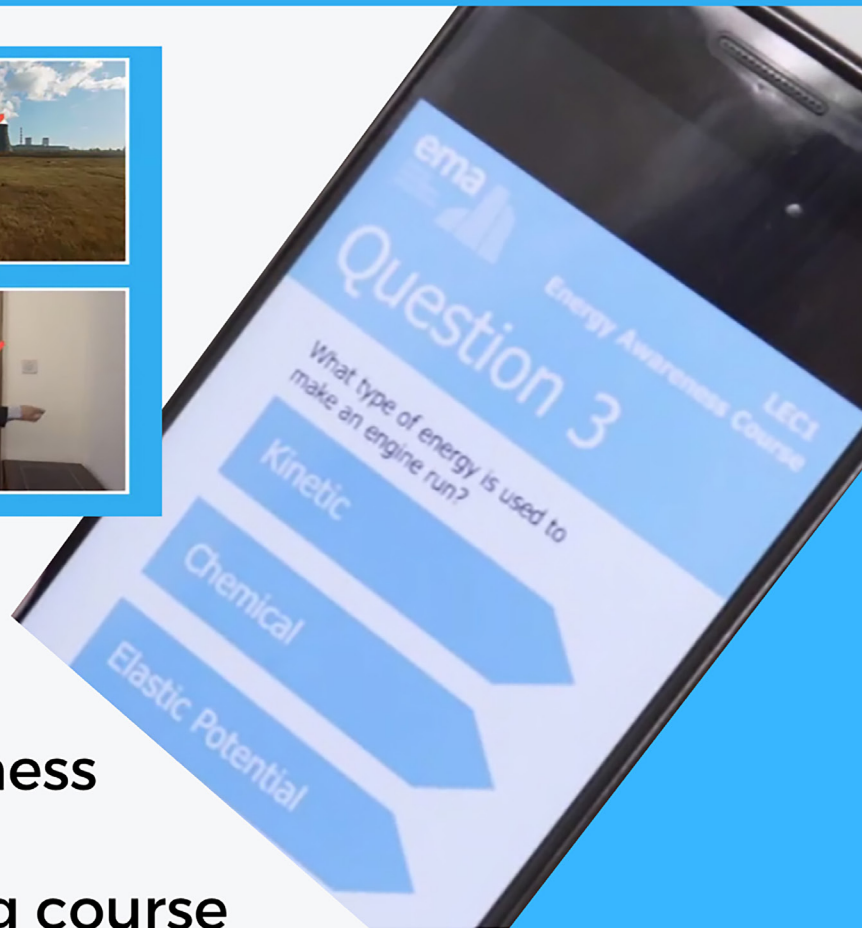 ema
Energy Awareness Course
LEC1
Question 3
What type of energy is used to
make an engine run?
Kinetic
Chemical
Elastic Potential
ness
course